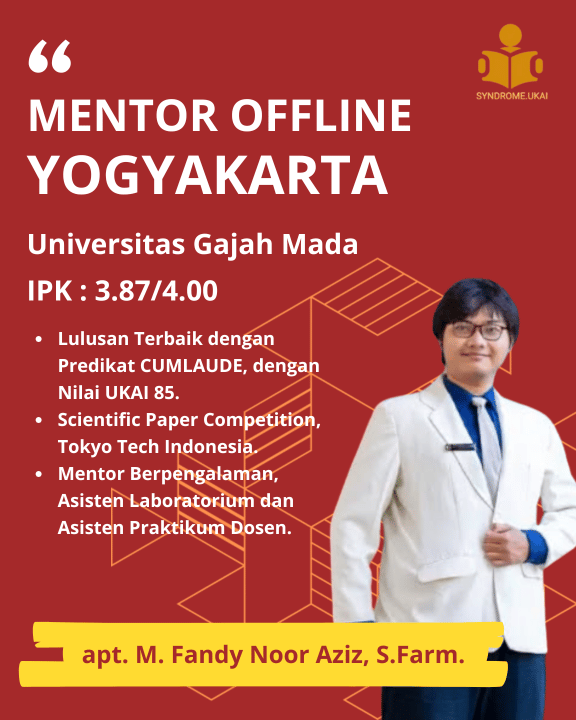 “
SYNDROME.UKAI
MENTOR OFFLINE
YOGYAKARTA
Universitas Gajah Mada
IPK : 3.87/4.00
• Lulusan Terbaik dengan
Predikat CUMLAUDE, dengan
Nilai UKAI 85.
• Scientific Paper Competition,
Tokyo Tech Indonesia.
• Mentor Berpengalaman,
Asisten Laboratorium dan
Asisten Praktikum Dosen.
apt. M. Fandy Noor Aziz, S.Farm.